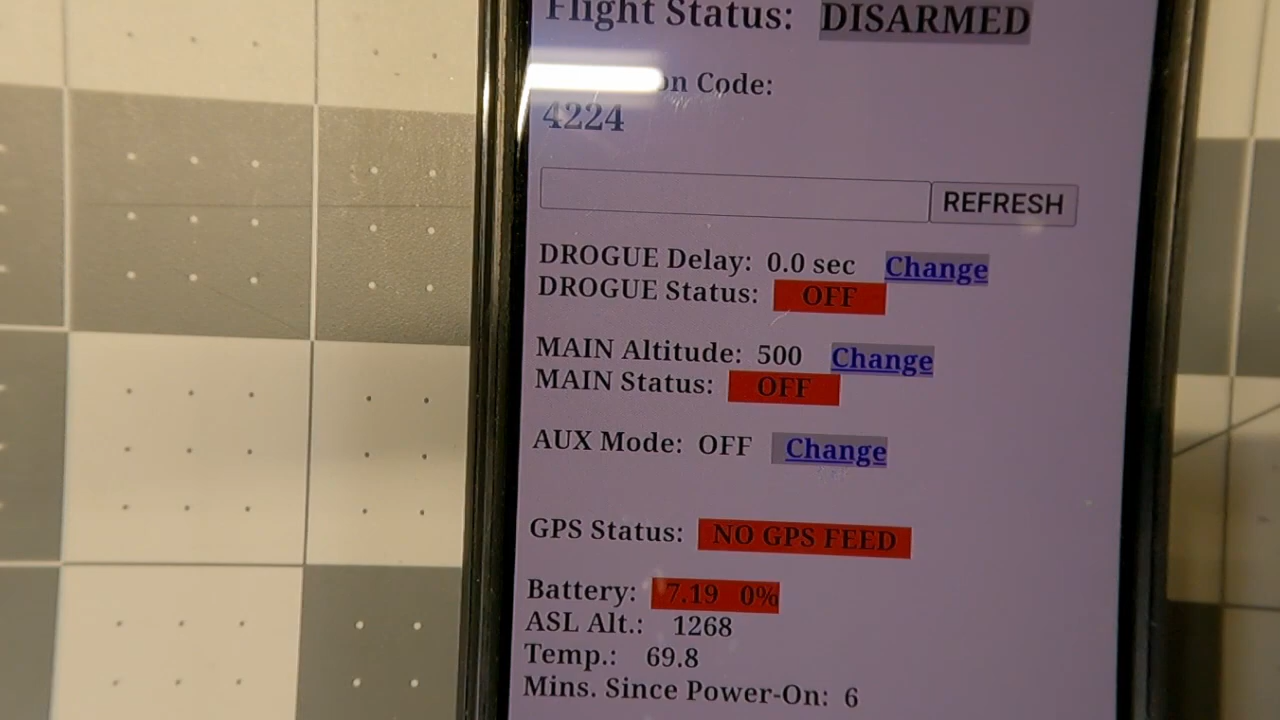 Flight Status: DISARMED
Code:
4224
REFRESH
DROGUE Delay: 0.0 sec Change
DROGUE Status: OFF
MAIN Altitude: 500 Change
MAIN Status: OFF
AUX Mode: OFF Change
GPS Status: NO GPS FEED
Battery: 7.19 0%
ASL Alt.: 1268
Temp.: 69.8
Mins. Since Power-On: 6